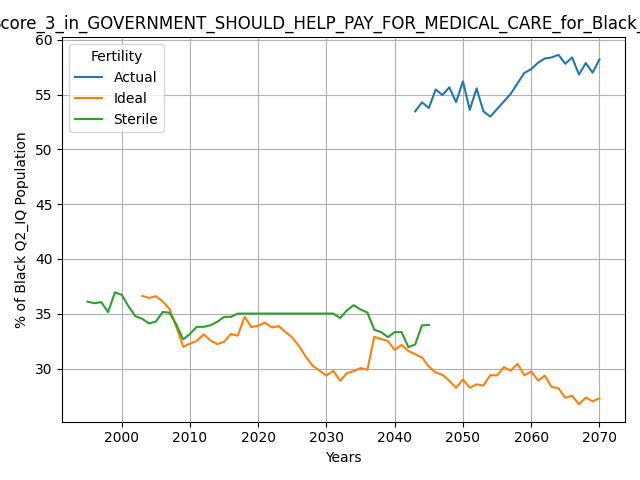 core_3_in_GOVERNMENT_SHOULD_HELP_PAY_FOR_MEDICAL_CARE_for_Black_
Fertility
Actual
Ideal
Sterile
% of Black Q2_IQ Population
60
55
50
45
40
35
30
2000 2010 2020 2030 2040 2050 2060 2070
Years